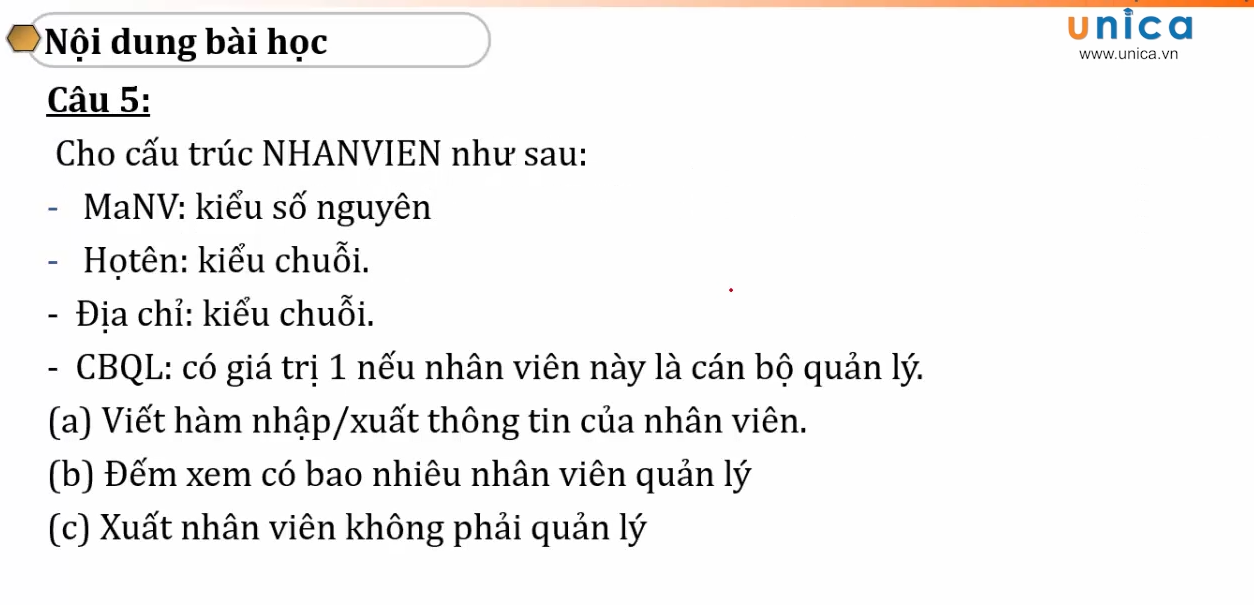 Nội dung bài học
unica
www.unica.vn
Câu 5:
Cho cấu trúc NHANVIEN như sau:
- MaNV: kiểu số nguyên
- Họtên: kiểu chuỗi.
- Địa chỉ: kiểu chuỗi.
- CBQL: có giá trị 1 nếu nhân viên này là cán bộ quản lý.
(a) Viết hàm nhập/xuất thông tin của nhân viên.
(b) Đếm xem có bao nhiêu nhân viên quản lý
(c) Xuất nhân viên không phải quản lý